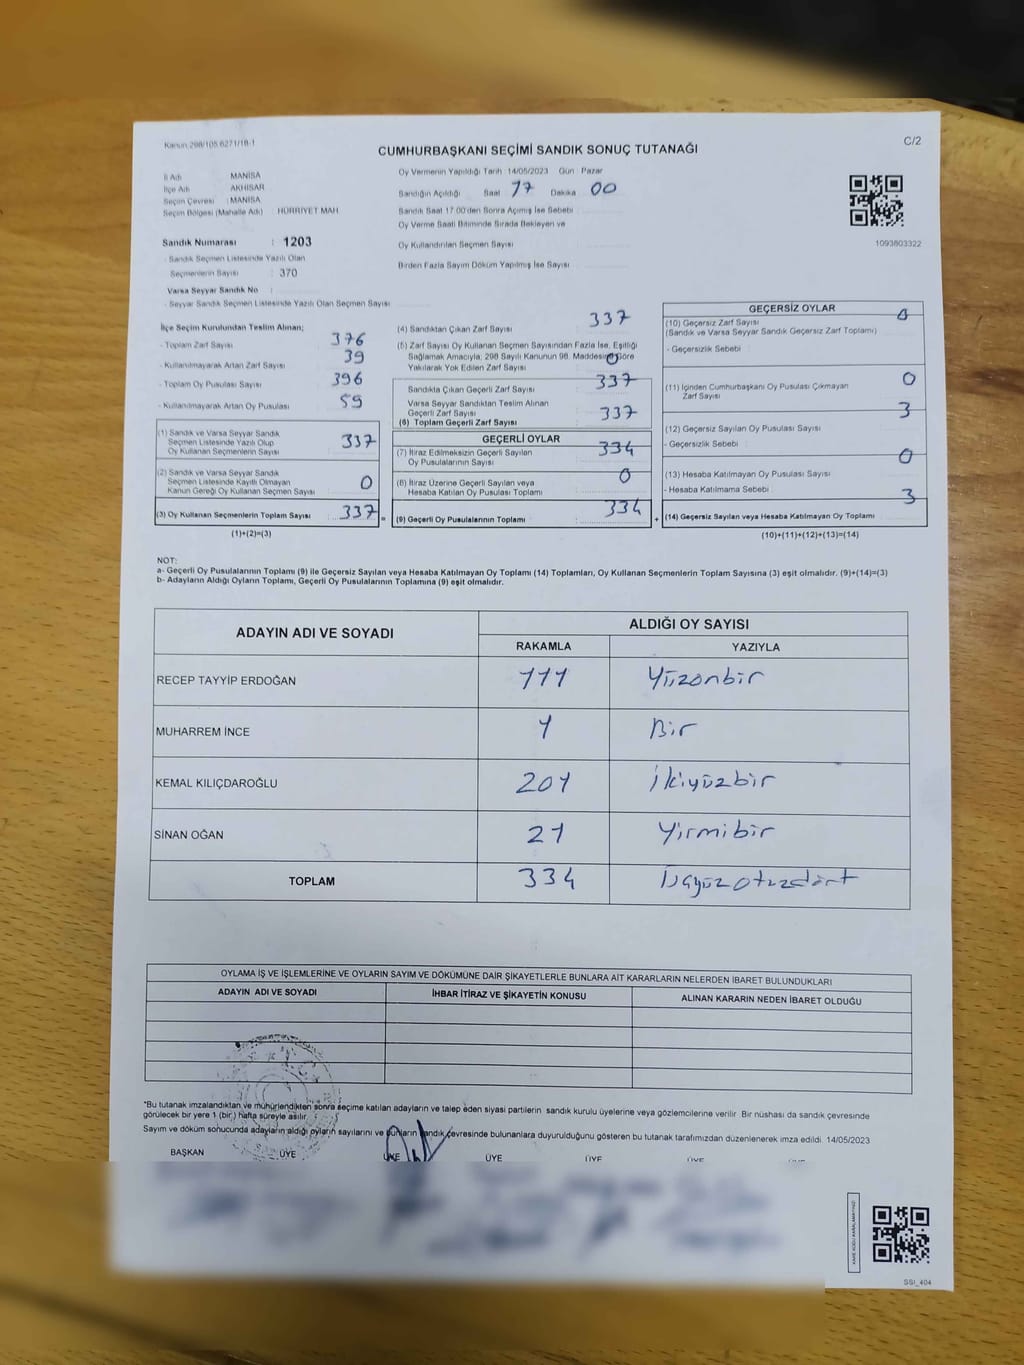 Kanun 298/105 6271/18-1
C/2
CUMHURBAŞKANI SEÇİMİ SANDIK SONUÇ TUTANAĞI
İl Adı MANİSA
İlçe Adı AKHİSAR
Seçim Çevresi : MANİSA
Seçim Bölgesi (Mahalle Adı) : HÜRRİYET MAH.
Sandık Numarası : 1203
- Sandık Seçmen Listesinde Yazılı Olan
Seçmenlerin Sayısı : 370
Varsa Seyyar Sandık No :
- Seyyar Sandık Seçmen Listesinde Yazılı Olan Seçmen Sayısı :
Oy Vermenin Yapıldığı Tarih 14/05/2023 Gün Pazar
Sandığın Açıldığı Saat 17 Dakika 00
Sandık Saat 17:00'den Sonra Açılmış İse Sebebi :
Oy Verme Saati Bitiminde Sırada Bekleyen ve
Oy Kullandırılan Seçmen Sayısı
Birden Fazla Sayım Döküm Yapılmış İse Sayısı :
1093803322
İlçe Seçim Kurulundan Teslim Alınan;
- Toplam Zarf Sayısı : 376
- Kullanılmayarak Artan Zarf Sayısı : 39
- Toplam Oy Pusulası Sayısı : 396
- Kullanılmayarak Artan Oy Pusulası : 59
(1) Sandık ve Varsa Seyyar Sandık
Seçmen Listesinde Yazılı Olup
Oy Kullanan Seçmenlerin Sayısı : 337
(2) Sandık ve Varsa Seyyar Sandık
Seçmen Listesinde Kayıtlı Olmayan
Kanun Gereği Oy Kullanan Seçmen Sayısı : 0
(3) Oy Kullanan Seçmenlerin Toplam Sayısı : 337 =
(1)+(2)=(3)
(4) Sandıktan Çıkan Zarf Sayısı : 337
(5) Zarf Sayısı Oy Kullanan Seçmen Sayısından Fazla İse, Eşitliği
Sağlamak Amacıyla; 298 Sayılı Kanunun 98. Maddesine Göre
Yakılarak Yok Edilen Zarf Sayısı : 0
Sandıkta Çıkan Geçerli Zarf Sayısı : 337
Varsa Seyyar Sandıktan Teslim Alınan
Geçerli Zarf Sayısı
(6) Toplam Geçerli Zarf Sayısı : 337
GEÇERLİ OYLAR
(7) İtiraz Edilmeksizin Geçerli Sayılan
Oy Pusulalarının Sayısı : 334
(8) İtiraz Üzerine Geçerli Sayılan veya
Hesaba Katılan Oy Pusulası Toplamı : 0
(9) Geçerli Oy Pusulalarının Toplamı : 334 +
GEÇERSİZ OYLAR
(10) Geçersiz Zarf Sayısı : 0
(Sandık ve Varsa Seyyar Sandık Geçersiz Zarf Toplamı)
- Geçersizlik Sebebi :
(11) İçinden Cumhurbaşkanı Oy Pusulası Çıkmayan
Zarf Sayısı : 0
(12) Geçersiz Sayılan Oy Pusulası Sayısı : 3
- Geçersizlik Sebebi :
(13) Hesaba Katılmayan Oy Pusulası Sayısı : 0
- Hesaba Katılmama Sebebi :
(14) Geçersiz Sayılan veya Hesaba Katılmayan Oy Toplamı : 3
(10)+(11)+(12)+(13)=(14)
NOT:
a- Geçerli Oy Pusulalarının Toplamı (9) ile Geçersiz Sayılan veya Hesaba Katılmayan Oy Toplamı (14) Toplamları, Oy Kullanan Seçmenlerin Toplam Sayısına (3) eşit olmalıdır. (9)+(14)=(3)
b- Adayların Aldığı Oyların Toplamı, Geçerli Oy Pusulalarının Toplamına (9) eşit olmalıdır.
ADAYIN ADI VE SOYADI ALDIĞI OY SAYISI
RAKAMLA YAZIYLA
RECEP TAYYİP ERDOĞAN 111 Yüzonbir
MUHARREM İNCE 1 Bir
KEMAL KILIÇDAROĞLU 201 İkiyüzbir
SİNAN OĞAN 21 Yirmibir
TOPLAM 334 Üçyüzotuzdört
OYLAMA İŞ VE İŞLEMLERİNE VE OYLARIN SAYIM VE DÖKÜMÜNE DAİR ŞİKAYETLERLE BUNLARA AİT KARARLARIN NELERDEN İBARET BULUNDUKLARI
ADAYIN ADI VE SOYADI İHBAR İTİRAZ VE ŞİKAYETİN KONUSU ALINAN KARARIN NEDEN İBARET OLDUĞU
*Bu tutanak imzalandıktan ve mühürlendikten sonra seçime katılan adayların ve talep eden siyasi partilerin sandık kurulu üyelerine veya gözlemcilerine verilir. Bir nüshası da sandık çevresinde
görülecek bir yere 1 (bir) hafta süreyle asılır.
Sayım ve döküm sonucunda adayların aldığı oyların sayılarını ve bunların sandık çevresinde bulunanlara duyurulduğunu gösteren bu tutanak tarafımızdan düzenlenerek imza edildi. 14/05/2023
BAŞKAN ÜYE ÜYE ÜYE ÜYE ÜYE ÜYE
SSI_404